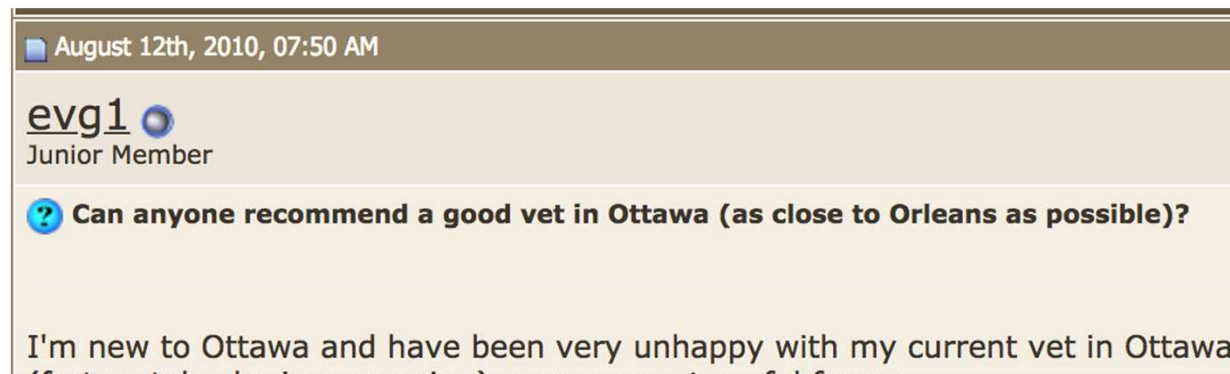 August 12th, 2010, 07:50 AM
evg1
Junior Member
Can anyone recommend a good vet in Ottawa (as close to Orleans as possible)?
I'm new to Ottawa and have been very unhappy with my current vet in Ottawa